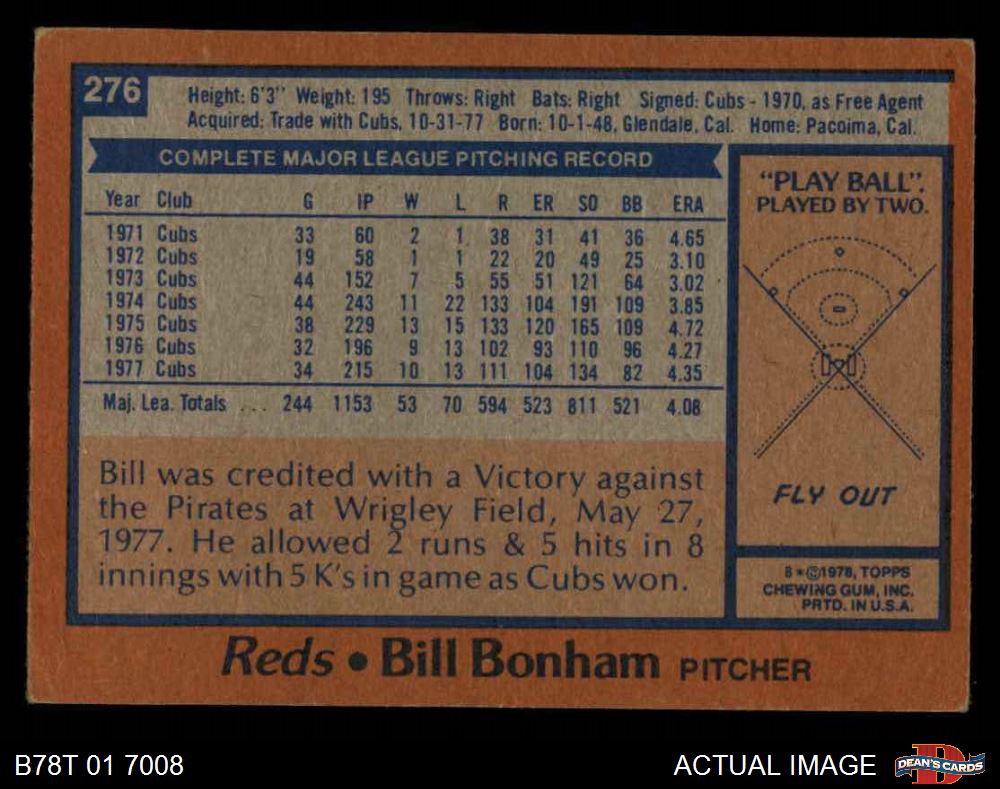 276
Height: 6'3" Weight: 195 Throws: Right Bats: Right Signed: Cubs - 1970, as Free Agent
Acquired: Trade with Cubs, 10-31-77 Born: 10-1-48, Glendale, Cal. Home: Pacoima, Cal.
COMPLETE MAJOR LEAGUE PITCHING RECORD
Year Club G IP W L R ER SO BB ERA
1971 Cubs 33 60 2 1 38 31 41 36 4.65
1972 Cubs 19 58 1 1 22 20 49 25 3.10
1973 Cubs 44 152 7 5 55 51 121 64 3.02
1974 Cubs 44 243 11 22 133 104 191 109 3.85
1975 Cubs 38 229 13 15 133 120 165 109 4.72
1976 Cubs 32 196 9 13 102 93 110 96 4.27
1977 Cubs 34 215 10 13 111 104 134 82 4.35
Maj. Lea. Totals ... 244 1153 53 70 594 523 811 521 4.08
Bill was credited with a Victory against
the Pirates at Wrigley Field, May 27,
1977. He allowed 2 runs & 5 hits in 8
innings with 5 K's in game as Cubs won.
"PLAY BALL".
PLAYED BY TWO.
FLY OUT
8*©1978, TOPPS
CHEWING GUM, INC.
PRTD. IN U.S.A.
Reds • Bill Bonham PITCHER
B78T 01 7008
ACTUAL IMAGE
D
DEAN'S CARDS